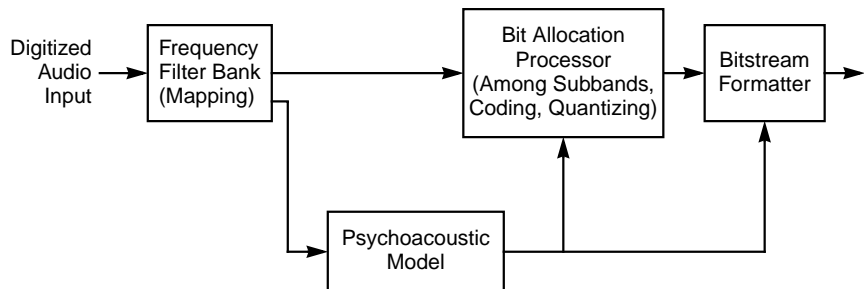 Digitized
Audio
Input
Frequency
Filter Bank
(Mapping)
Bit Allocation
Processor
(Among Subbands,
Coding, Quantizing)
Bitstream
Formatter
Psychoacoustic
Model